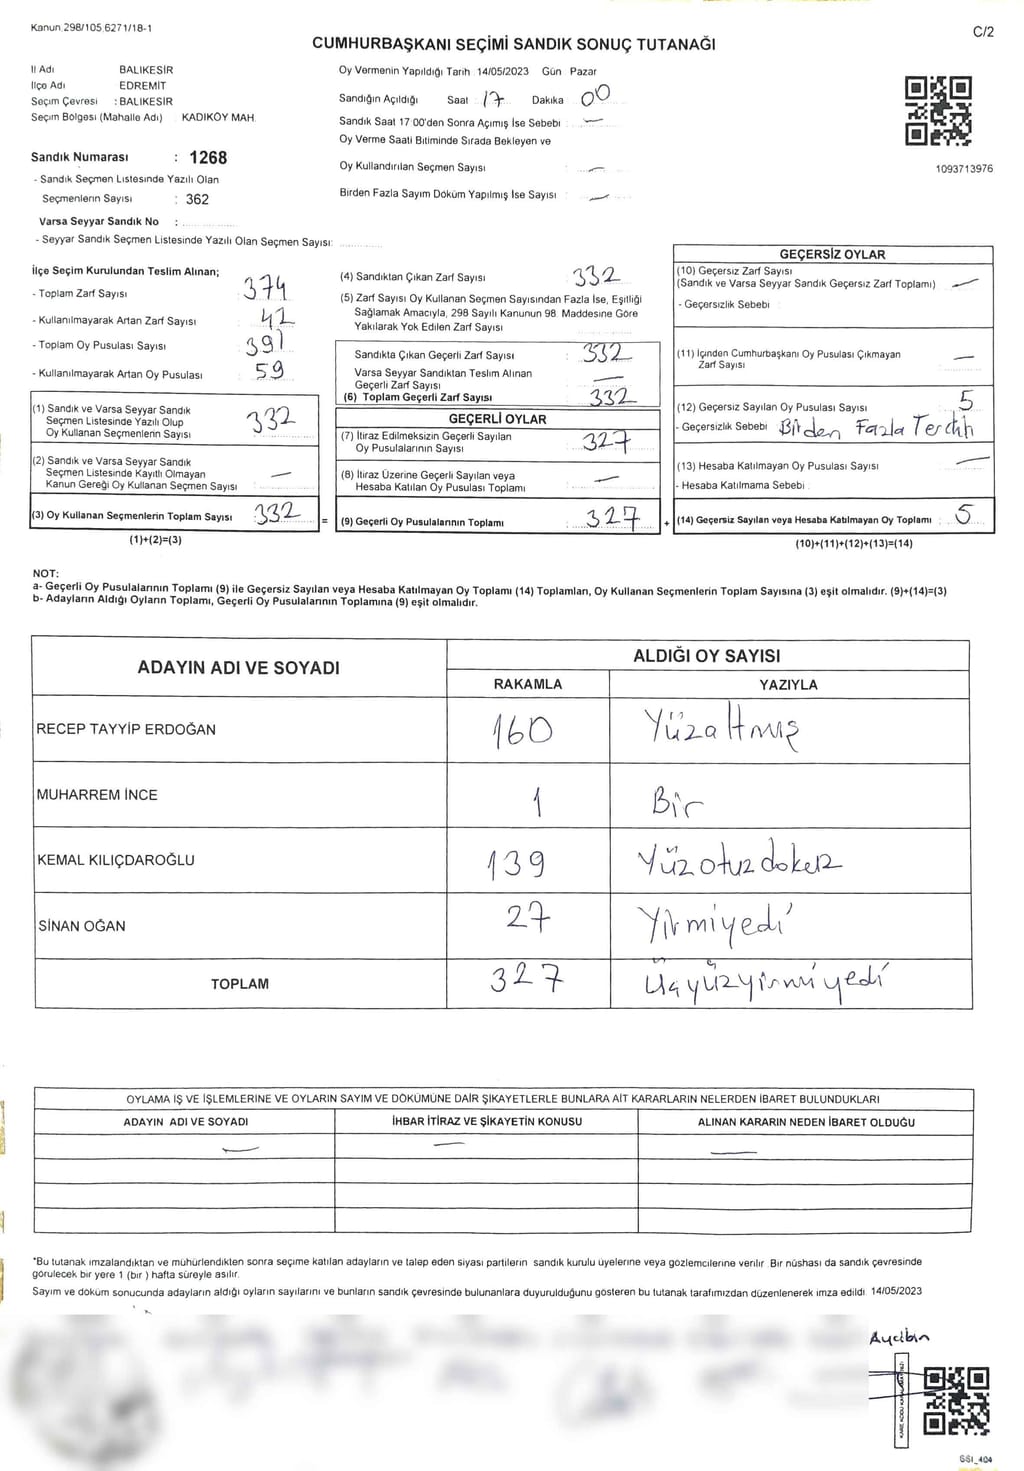 Kanun 298/105 6271/18-1
C/2
CUMHURBAŞKANI SEÇİMİ SANDIK SONUÇ TUTANAĞI
İl Adı BALIKESİR
İlçe Adı EDREMİT
Seçim Çevresi : BALIKESİR
Seçim Bölgesi (Mahalle Adı) KADIKÖY MAH.
Sandık Numarası : 1268
- Sandık Seçmen Listesinde Yazılı Olan
Seçmenlerin Sayısı : 362
Varsa Seyyar Sandık No :
- Seyyar Sandık Seçmen Listesinde Yazılı Olan Seçmen Sayısı:
Oy Vermenin Yapıldığı Tarih 14/05/2023 Gün Pazar
Sandığın Açıldığı Saat 17 Dakika 00
Sandık Saat 17 00'den Sonra Açımış İse Sebebi : —
Oy Verme Saati Bitiminde Sırada Bekleyen ve
Oy Kullandırılan Seçmen Sayısı : —
Birden Fazla Sayım Döküm Yapılmış İse Sayısı : —
1093713976
İlçe Seçim Kurulundan Teslim Alınan;
- Toplam Zarf Sayısı : 374
- Kullanılmayarak Artan Zarf Sayısı : 42
- Toplam Oy Pusulası Sayısı : 391
- Kullanılmayarak Artan Oy Pusulası : 59
(1) Sandık ve Varsa Seyyar Sandık
Seçmen Listesinde Yazılı Olup
Oy Kullanan Seçmenlerin Sayısı : 332
(2) Sandık ve Varsa Seyyar Sandık
Seçmen Listesinde Kayıtlı Olmayan
Kanun Gereği Oy Kullanan Seçmen Sayısı : —
(3) Oy Kullanan Seçmenlerin Toplam Sayısı : 332
(1)+(2)=(3)
(4) Sandıktan Çıkan Zarf Sayısı : 332
(5) Zarf Sayısı Oy Kullanan Seçmen Sayısından Fazla İse, Eşitliği
Sağlamak Amacıyla, 298 Sayılı Kanunun 98. Maddesine Göre
Yakılarak Yok Edilen Zarf Sayısı :
Sandıkta Çıkan Geçerli Zarf Sayısı : 332
Varsa Seyyar Sandıktan Teslim Alınan
Geçerli Zarf Sayısı : —
(6) Toplam Geçerli Zarf Sayısı : 332
GEÇERLİ OYLAR
(7) İtiraz Edilmeksizin Geçerli Sayılan
Oy Pusulalarının Sayısı : 327
(8) İtiraz Üzerine Geçerli Sayılan veya
Hesaba Katılan Oy Pusulası Toplamı : —
= (9) Geçerli Oy Pusulalarının Toplamı : 327
GEÇERSİZ OYLAR
(10) Geçersiz Zarf Sayısı
(Sandık ve Varsa Seyyar Sandık Geçersiz Zarf Toplamı) : —
- Geçersizlik Sebebi :
(11) İçinden Cumhurbaşkanı Oy Pusulası Çıkmayan
Zarf Sayısı : —
(12) Geçersiz Sayılan Oy Pusulası Sayısı : 5
- Geçersizlik Sebebi : Birden Fazla Tercih
(13) Hesaba Katılmayan Oy Pusulası Sayısı : —
- Hesaba Katılmama Sebebi :
+ (14) Geçersiz Sayılan veya Hesaba Katılmayan Oy Toplamı : 5
(10)+(11)+(12)+(13)=(14)
NOT:
a- Geçerli Oy Pusulalarının Toplamı (9) ile Geçersiz Sayılan veya Hesaba Katılmayan Oy Toplamı (14) Toplamları, Oy Kullanan Seçmenlerin Toplam Sayısına (3) eşit olmalıdır. (9)+(14)=(3)
b- Adayların Aldığı Oyların Toplamı, Geçerli Oy Pusulalarının Toplamına (9) eşit olmalıdır.
ADAYIN ADI VE SOYADI ALDIĞI OY SAYISI
RAKAMLA YAZIYLA
RECEP TAYYİP ERDOĞAN 160 Yüzaltmış
MUHARREM İNCE 1 Bir
KEMAL KILIÇDAROĞLU 139 Yüzotuzdokuz
SİNAN OĞAN 27 Yirmiyedi
TOPLAM 327 Üçyüzyirmiyedi
OYLAMA İŞ VE İŞLEMLERİNE VE OYLARIN SAYIM VE DÖKÜMÜNE DAİR ŞİKAYETLERLE BUNLARA AİT KARARLARIN NELERDEN İBARET BULUNDUKLARI
ADAYIN ADI VE SOYADI İHBAR İTİRAZ VE ŞİKAYETİN KONUSU ALINAN KARARIN NEDEN İBARET OLDUĞU
— — —
*Bu tutanak imzalandıktan ve mühürlendikten sonra seçime katılan adayların ve talep eden siyasi partilerin sandık kurulu üyelerine veya gözlemcilerine verilir. Bir nüshası da sandık çevresinde
görülecek bir yere 1 (bir) hafta süreyle asılır.
Sayım ve döküm sonucunda adayların aldığı oyların sayılarını ve bunların sandık çevresinde bulunanlara duyurulduğunu gösteren bu tutanak tarafımızdan düzenlenerek imza edildi. 14/05/2023
SSI_404